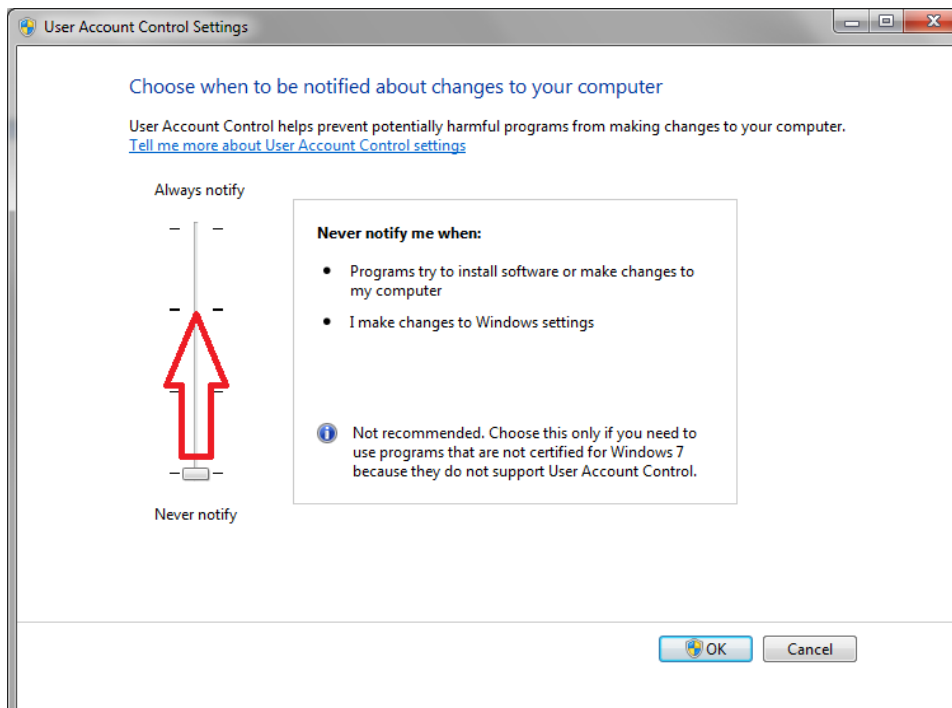 User Account Control Settings
Choose when to be notified about changes to your computer
User Account Control helps prevent potentially harmful programs from making changes to your computer.
Tell me more about User Account Control settings
Always notify
Never notify me when:
• Programs try to install software or make changes to
my computer
• I make changes to Windows settings
Not recommended. Choose this only if you need to
use programs that are not certified for Windows 7
because they do not support User Account Control.
Never notify
OK
Cancel